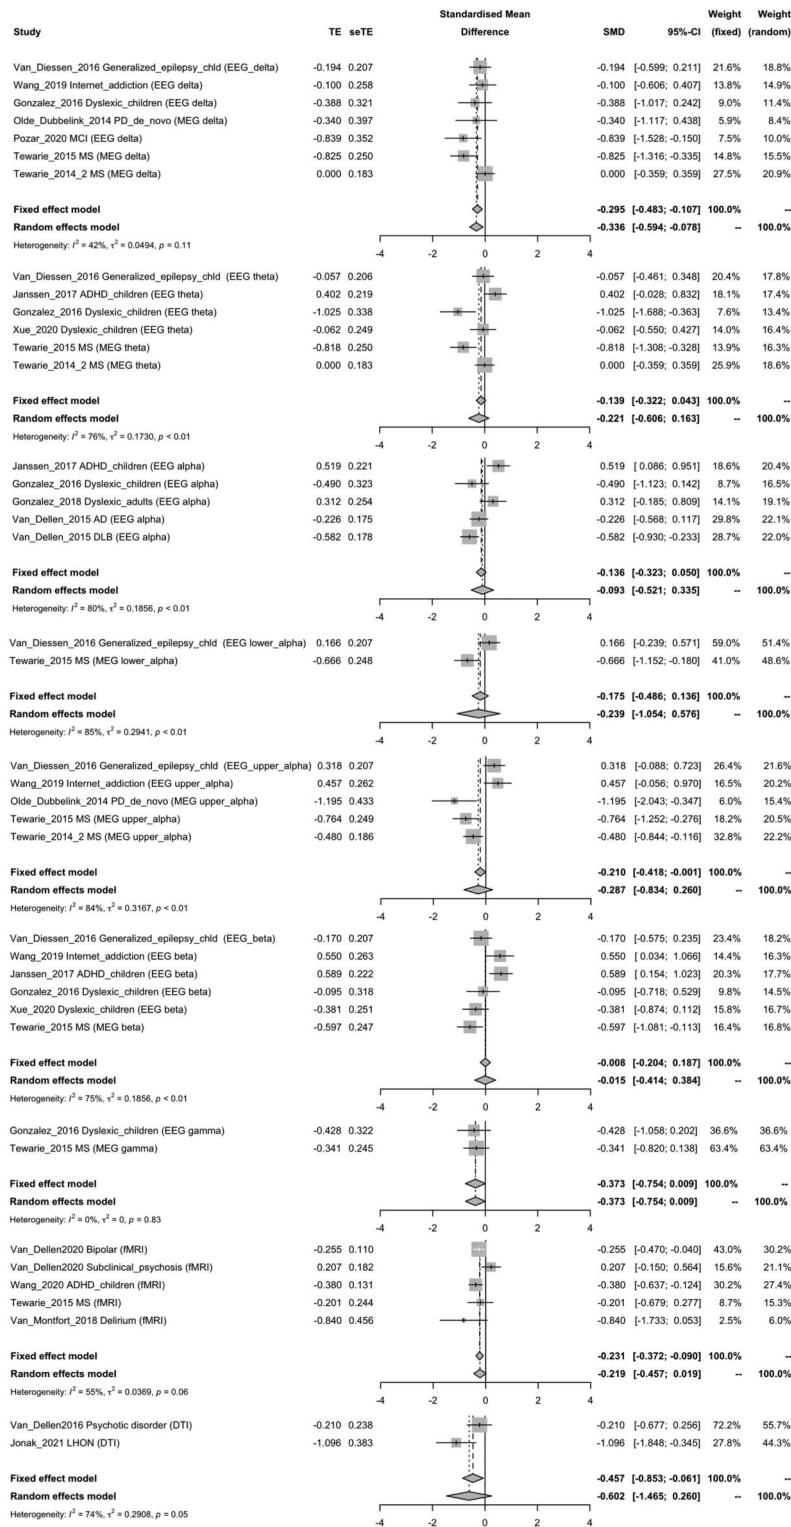 Standardised Mean Weight Weight
Study TE seTE Difference SMD 95%-CI (fixed) (random)
Van_Diessen_2016 Generalized_epilepsy_chld (EEG_delta) -0.194 0.207 -0.194 [-0.599; 0.211] 21.6% 18.8%
Wang_2019 Internet_addiction (EEG delta) -0.100 0.258 -0.100 [-0.606; 0.407] 13.8% 14.9%
Gonzalez_2016 Dyslexic_children (EEG delta) -0.388 0.321 -0.388 [-1.017; 0.242] 9.0% 11.4%
Olde_Dubbelink_2014 PD_de_novo (MEG delta) -0.340 0.397 -0.340 [-1.117; 0.438] 5.9% 8.4%
Pozar_2020 MCI (EEG delta) -0.839 0.352 -0.839 [-1.528; -0.150] 7.5% 10.0%
Tewarie_2015 MS (MEG delta) -0.825 0.250 -0.825 [-1.316; -0.335] 14.8% 15.5%
Tewarie_2014_2 MS (MEG delta) 0.000 0.183 0.000 [-0.359; 0.359] 27.5% 20.9%
Fixed effect model -0.295 [-0.483; -0.107] 100.0% --
Random effects model -0.336 [-0.594; -0.078] -- 100.0%
Heterogeneity: I² = 42%, τ² = 0.0494, p = 0.11
-4 -2 0 2 4
Van_Diessen_2016 Generalized_epilepsy_chld (EEG theta) -0.057 0.206 -0.057 [-0.461; 0.348] 20.4% 17.8%
Janssen_2017 ADHD_children (EEG theta) 0.402 0.219 0.402 [-0.028; 0.832] 18.1% 17.4%
Gonzalez_2016 Dyslexic_children (EEG theta) -1.025 0.338 -1.025 [-1.688; -0.363] 7.6% 13.4%
Xue_2020 Dyslexic_children (EEG theta) -0.062 0.249 -0.062 [-0.550; 0.427] 14.0% 16.4%
Tewarie_2015 MS (MEG theta) -0.818 0.250 -0.818 [-1.308; -0.328] 13.9% 16.3%
Tewarie_2014_2 MS (MEG theta) 0.000 0.183 0.000 [-0.359; 0.359] 25.9% 18.6%
Fixed effect model -0.139 [-0.322; 0.043] 100.0% --
Random effects model -0.221 [-0.606; 0.163] -- 100.0%
Heterogeneity: I² = 76%, τ² = 0.1730, p < 0.01
-4 -2 0 2 4
Janssen_2017 ADHD_children (EEG alpha) 0.519 0.221 0.519 [ 0.086; 0.951] 18.6% 20.4%
Gonzalez_2016 Dyslexic_children (EEG alpha) -0.490 0.323 -0.490 [-1.123; 0.142] 8.7% 16.5%
Gonzalez_2018 Dyslexic_adults (EEG alpha) 0.312 0.254 0.312 [-0.185; 0.809] 14.1% 19.1%
Van_Dellen_2015 AD (EEG alpha) -0.226 0.175 -0.226 [-0.568; 0.117] 29.8% 22.1%
Van_Dellen_2015 DLB (EEG alpha) -0.582 0.178 -0.582 [-0.930; -0.233] 28.7% 22.0%
Fixed effect model -0.136 [-0.323; 0.050] 100.0% --
Random effects model -0.093 [-0.521; 0.335] -- 100.0%
Heterogeneity: I² = 80%, τ² = 0.1856, p < 0.01
-4 -2 0 2 4
Van_Diessen_2016 Generalized_epilepsy_chld (EEG lower_alpha) 0.166 0.207 0.166 [-0.239; 0.571] 59.0% 51.4%
Tewarie_2015 MS (MEG lower_alpha) -0.666 0.248 -0.666 [-1.152; -0.180] 41.0% 48.6%
Fixed effect model -0.175 [-0.486; 0.136] 100.0% --
Random effects model -0.239 [-1.054; 0.576] -- 100.0%
Heterogeneity: I² = 85%, τ² = 0.2941, p < 0.01
-4 -2 0 2 4
Van_Diessen_2016 Generalized_epilepsy_chld (EEG_upper_alpha) 0.318 0.207 0.318 [-0.088; 0.723] 26.4% 21.6%
Wang_2019 Internet_addiction (EEG upper_alpha) 0.457 0.262 0.457 [-0.056; 0.970] 16.5% 20.2%
Olde_Dubbelink_2014 PD_de_novo (MEG upper_alpha) -1.195 0.433 -1.195 [-2.043; -0.347] 6.0% 15.4%
Tewarie_2015 MS (MEG upper_alpha) -0.764 0.249 -0.764 [-1.252; -0.276] 18.2% 20.5%
Tewarie_2014_2 MS (MEG upper_alpha) -0.480 0.186 -0.480 [-0.844; -0.116] 32.8% 22.2%
Fixed effect model -0.210 [-0.418; -0.001] 100.0% --
Random effects model -0.287 [-0.834; 0.260] -- 100.0%
Heterogeneity: I² = 84%, τ² = 0.3167, p < 0.01
-4 -2 0 2 4
Van_Diessen_2016 Generalized_epilepsy_chld (EEG_beta) -0.170 0.207 -0.170 [-0.575; 0.235] 23.4% 18.2%
Wang_2019 Internet_addiction (EEG beta) 0.550 0.263 0.550 [ 0.034; 1.066] 14.4% 16.3%
Janssen_2017 ADHD_children (EEG beta) 0.589 0.222 0.589 [ 0.154; 1.023] 20.3% 17.7%
Gonzalez_2016 Dyslexic_children (EEG beta) -0.095 0.318 -0.095 [-0.718; 0.529] 9.8% 14.5%
Xue_2020 Dyslexic_children (EEG beta) -0.381 0.251 -0.381 [-0.874; 0.112] 15.8% 16.7%
Tewarie_2015 MS (MEG beta) -0.597 0.247 -0.597 [-1.081; -0.113] 16.4% 16.8%
Fixed effect model -0.008 [-0.204; 0.187] 100.0% --
Random effects model -0.015 [-0.414; 0.384] -- 100.0%
Heterogeneity: I² = 75%, τ² = 0.1856, p < 0.01
-4 -2 0 2 4
Gonzalez_2016 Dyslexic_children (EEG gamma) -0.428 0.322 -0.428 [-1.058; 0.202] 36.6% 36.6%
Tewarie_2015 MS (MEG gamma) -0.341 0.245 -0.341 [-0.820; 0.138] 63.4% 63.4%
Fixed effect model -0.373 [-0.754; 0.009] 100.0% --
Random effects model -0.373 [-0.754; 0.009] -- 100.0%
Heterogeneity: I² = 0%, τ² = 0, p = 0.83
-4 -2 0 2 4
Van_Dellen2020 Bipolar (fMRI) -0.255 0.110 -0.255 [-0.470; -0.040] 43.0% 30.2%
Van_Dellen2020 Subclinical_psychosis (fMRI) 0.207 0.182 0.207 [-0.150; 0.564] 15.6% 21.1%
Wang_2020 ADHD_children (fMRI) -0.380 0.131 -0.380 [-0.637; -0.124] 30.2% 27.4%
Tewarie_2015 MS (fMRI) -0.201 0.244 -0.201 [-0.679; 0.277] 8.7% 15.3%
Van_Montfort_2018 Delirium (fMRI) -0.840 0.456 -0.840 [-1.733; 0.053] 2.5% 6.0%
Fixed effect model -0.231 [-0.372; -0.090] 100.0% --
Random effects model -0.219 [-0.457; 0.019] -- 100.0%
Heterogeneity: I² = 55%, τ² = 0.0369, p = 0.06
-4 -2 0 2 4
Van_Dellen2016 Psychotic disorder (DTI) -0.210 0.238 -0.210 [-0.677; 0.256] 72.2% 55.7%
Jonak_2021 LHON (DTI) -1.096 0.383 -1.096 [-1.848; -0.345] 27.8% 44.3%
Fixed effect model -0.457 [-0.853; -0.061] 100.0% --
Random effects model -0.602 [-1.465; 0.260] -- 100.0%
Heterogeneity: I² = 74%, τ² = 0.2908, p = 0.05
-4 -2 0 2 4